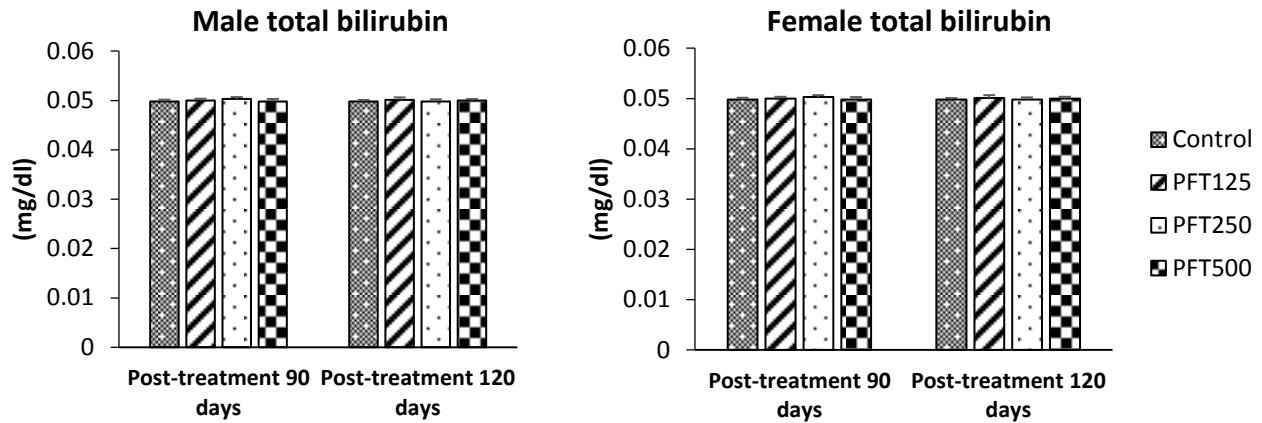 Male total bilirubin
0.06
0.05
0.04
0.03
0.02
0.01
0
(mg/dl)
Post-treatment 90 days
Post-treatment 120 days
Female total bilirubin
0.06
0.05
0.04
0.03
0.02
0.01
0
(mg/dl)
Post-treatment 90 days
Post-treatment 120 days
Control
PFT125
PFT250
PFT500